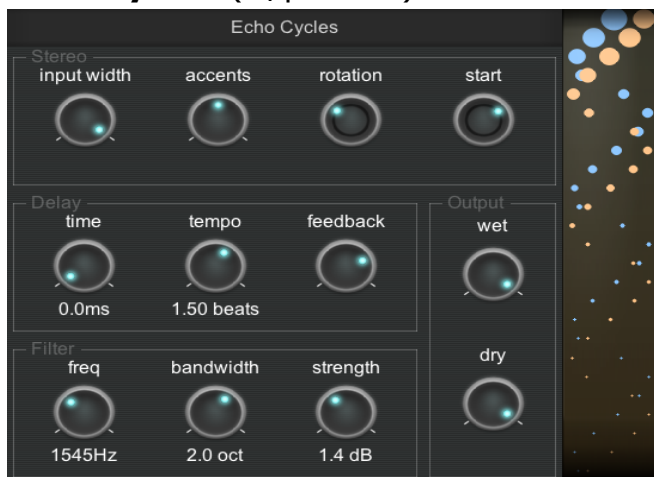 Echo Cycles
Stereo
input width accents rotation start
Delay
time tempo feedback
0.0ms 1.50 beats
Output
wet
dry
Filter
freq bandwidth strength
1545Hz 2.0 oct 1.4 dB